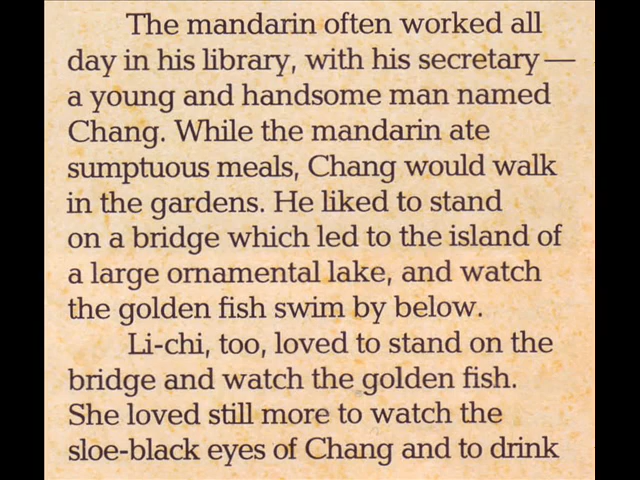 The mandarin often worked all
day in his library, with his secretary —
a young and handsome man named
Chang. While the mandarin ate
sumptuous meals, Chang would walk
in the gardens. He liked to stand
on a bridge which led to the island of
a large ornamental lake, and watch
the golden fish swim by below.
Li-chi, too, loved to stand on the
bridge and watch the golden fish.
She loved still more to watch the
sloe-black eyes of Chang and to drink